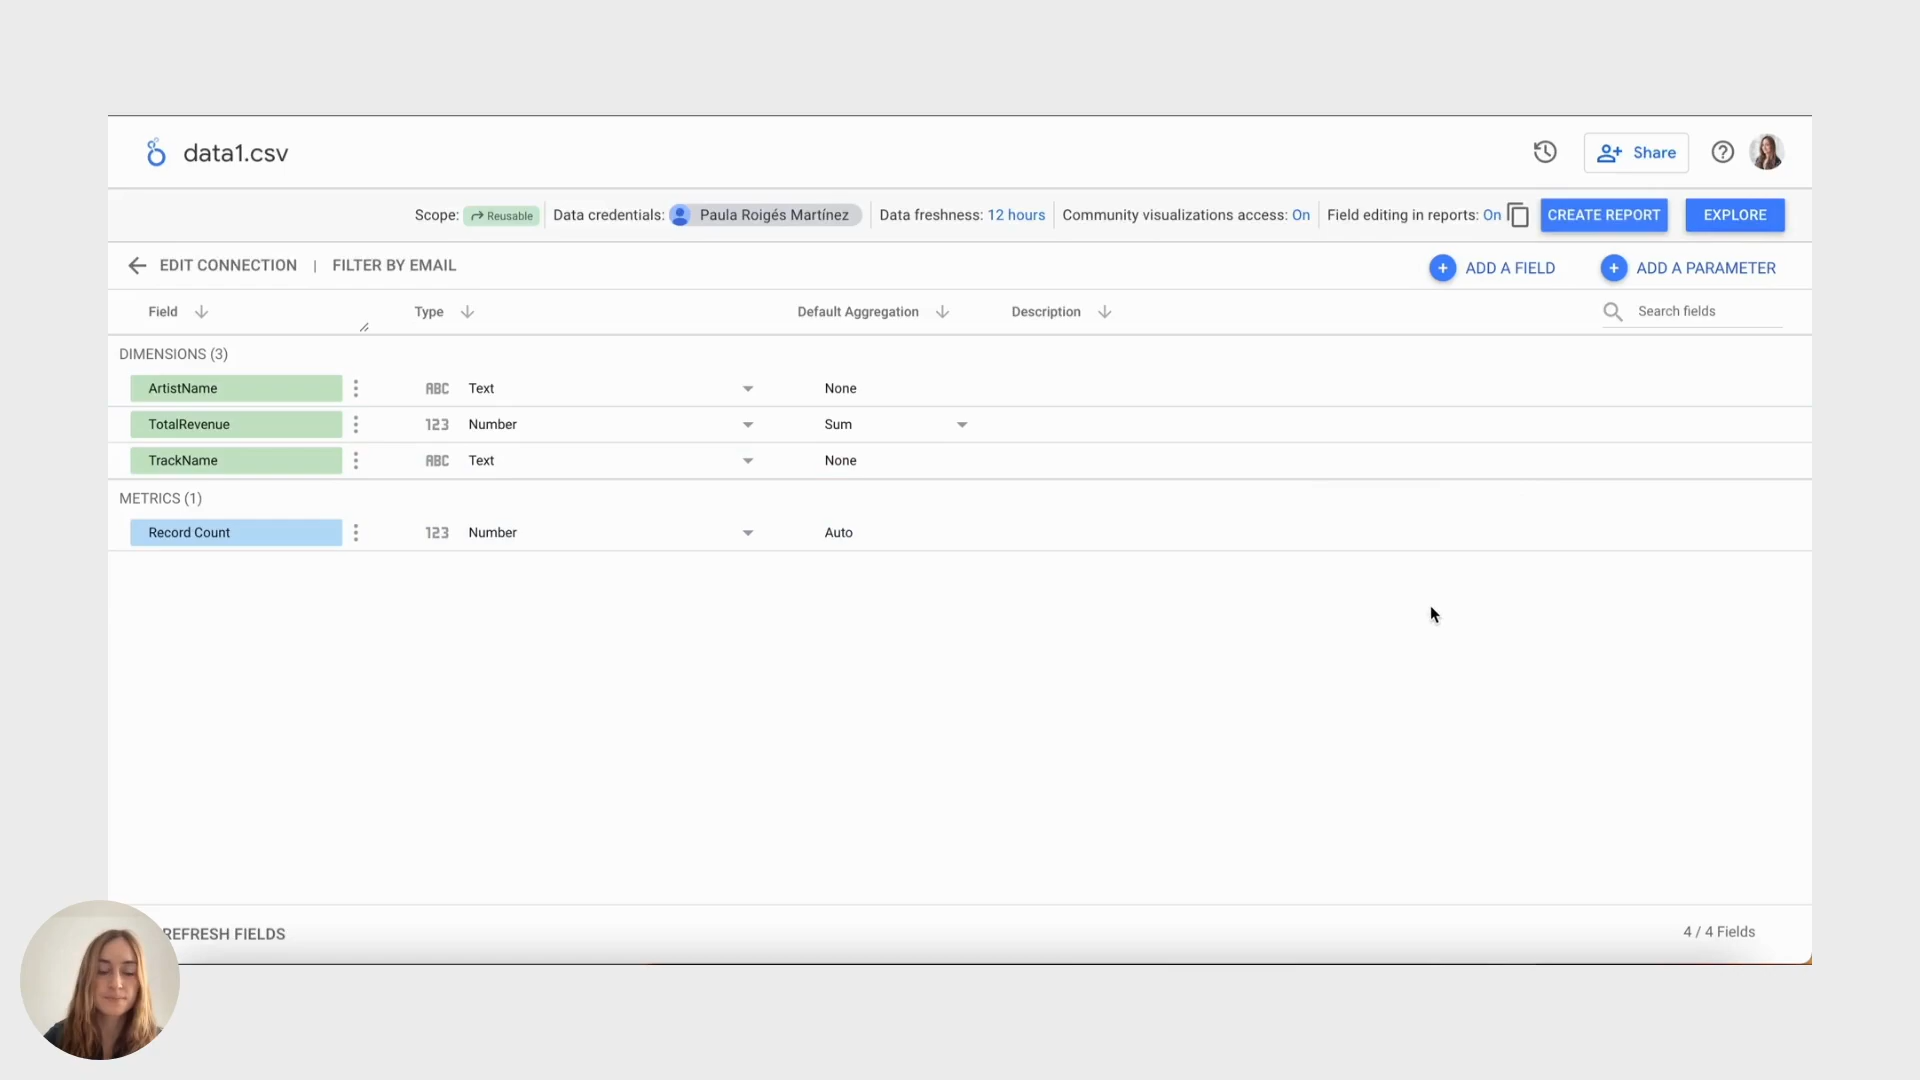 data1.csv
Share
Scope: Reusable Data credentials: Paula Roigés Martínez Data freshness: 12 hours Community visualizations access: On Field editing in reports: On CREATE REPORT EXPLORE
EDIT CONNECTION | FILTER BY EMAIL
ADD A FIELD ADD A PARAMETER
Field Type Default Aggregation Description Search fields
DIMENSIONS (3)
ArtistName ABC Text None
TotalRevenue 123 Number Sum
TrackName ABC Text None
METRICS (1)
Record Count 123 Number Auto
REFRESH FIELDS 4 / 4 Fields